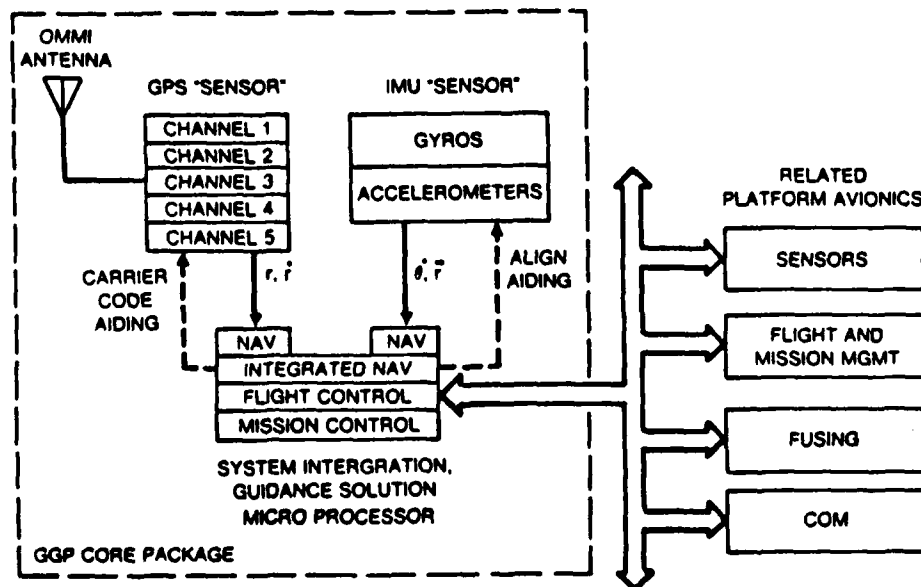 OMMI
ANTENNA
GPS "SENSOR"
CHANNEL 1
CHANNEL 2
CHANNEL 3
CHANNEL 4
CHANNEL 5
IMU "SENSOR"
GYROS
ACCELEROMETERS
CARRIER
CODE
AIDING
r, ṙ
θ̇, r̈
ALIGN
AIDING
NAV
NAV
INTEGRATED NAV
FLIGHT CONTROL
MISSION CONTROL
SYSTEM INTERGRATION,
GUIDANCE SOLUTION
MICRO PROCESSOR
GGP CORE PACKAGE
RELATED
PLATFORM AVIONICS
SENSORS
FLIGHT AND
MISSION MGMT
FUSING
COM